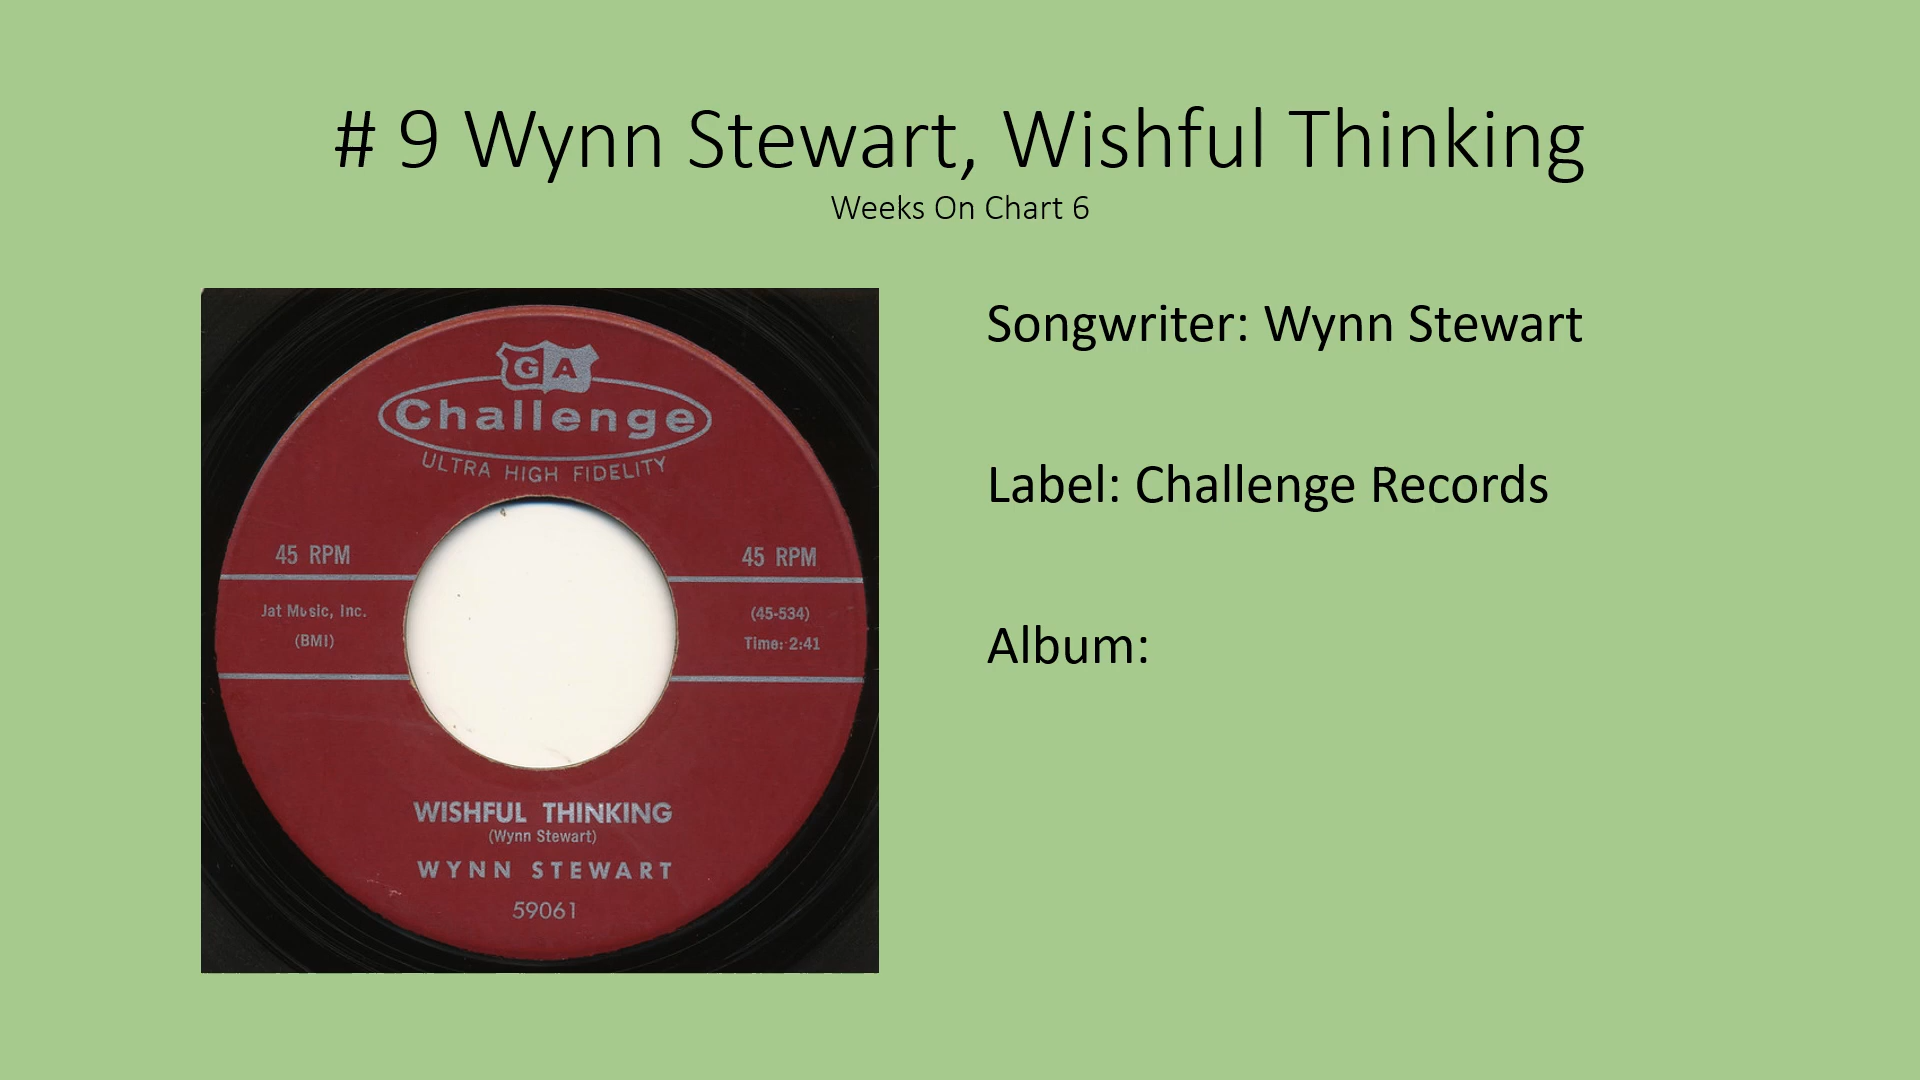 # 9 Wynn Stewart, Wishful Thinking
Weeks On Chart 6
GA
Challenge
ULTRA HIGH FIDELITY
45 RPM
45 RPM
Jat Music, Inc.
(BMI)
(45-534)
Time: 2:41
WISHFUL THINKING
(Wynn Stewart)
WYNN STEWART
59061
Songwriter: Wynn Stewart
Label: Challenge Records
Album: